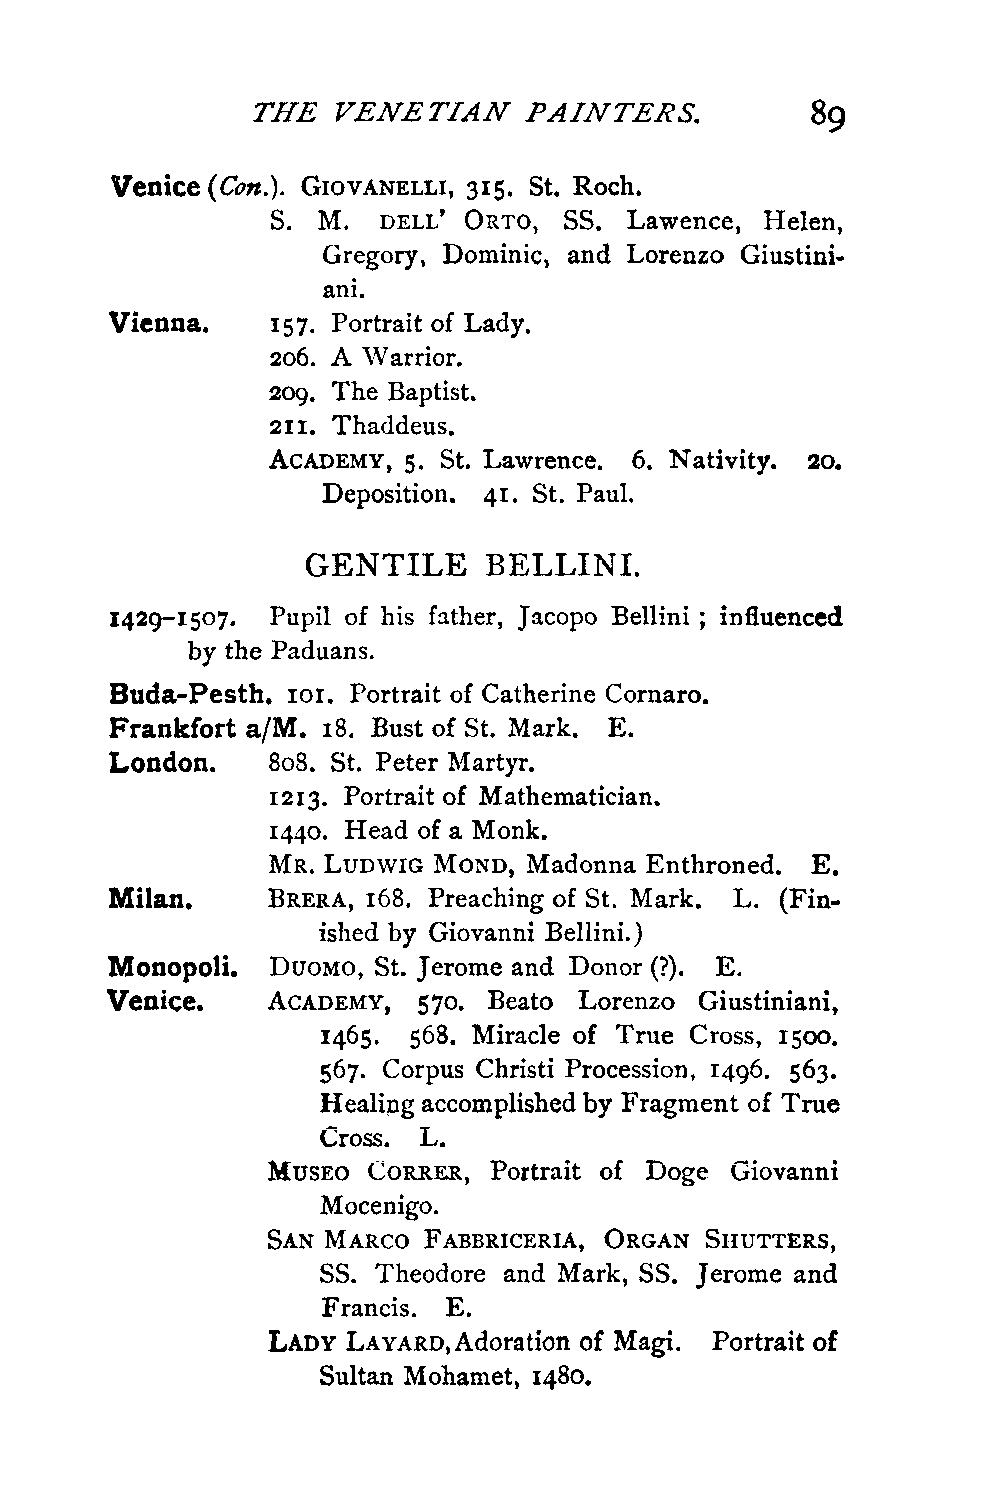 THE VENETIAN PAINTERS. 89
Venice (Con.). GIOVANELLI, 315. St. Roch.
S. M. DELL' ORTO, SS. Lawence, Helen,
Gregory, Dominic, and Lorenzo Giustini-
ani.
Vienna. 157. Portrait of Lady.
206. A Warrior.
209. The Baptist.
211. Thaddeus.
ACADEMY, 5. St. Lawrence. 6. Nativity. 20.
Deposition. 41. St. Paul.
GENTILE BELLINI.
1429–1507. Pupil of his father, Jacopo Bellini ; influenced
by the Paduans.
Buda-Pesth. 101. Portrait of Catherine Cornaro.
Frankfort a/M. 18. Bust of St. Mark. E.
London. 808. St. Peter Martyr.
1213. Portrait of Mathematician.
1440. Head of a Monk.
MR. LUDWIG MOND, Madonna Enthroned. E.
Milan. BRERA, 168. Preaching of St. Mark. L. (Fin-
ished by Giovanni Bellini.)
Monopoli. DUOMO, St. Jerome and Donor (?). E.
Venice. ACADEMY, 570. Beato Lorenzo Giustiniani,
1465. 568. Miracle of True Cross, 1500.
567. Corpus Christi Procession, 1496. 563.
Healing accomplished by Fragment of True
Cross. L.
MUSEO CORRER, Portrait of Doge Giovanni
Mocenigo.
SAN MARCO FABBRICERIA, ORGAN SHUTTERS,
SS. Theodore and Mark, SS. Jerome and
Francis. E.
LADY LAYARD, Adoration of Magi. Portrait of
Sultan Mohamet, 1480.